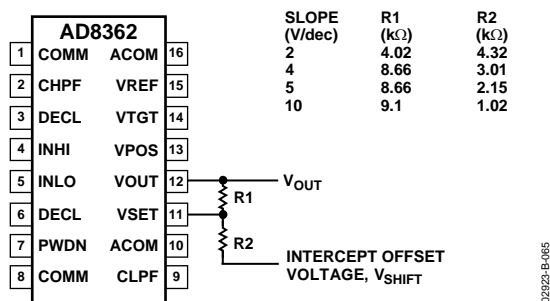 AD8362
1 COMM ACOM 16
2 CHPF VREF 15
3 DECL VTGT 14
4 INHI VPOS 13
5 INLO VOUT 12
6 DECL VSET 11
7 PWDN ACOM 10
8 COMM CLPF 9
SLOPE R1 R2
(V/dec) (kΩ) (kΩ)
2 4.02 4.32
4 8.66 3.01
5 8.66 2.15
10 9.1 1.02
VOUT
R1
R2
INTERCEPT OFFSET
VOLTAGE, VSHIFT
02923-B-065